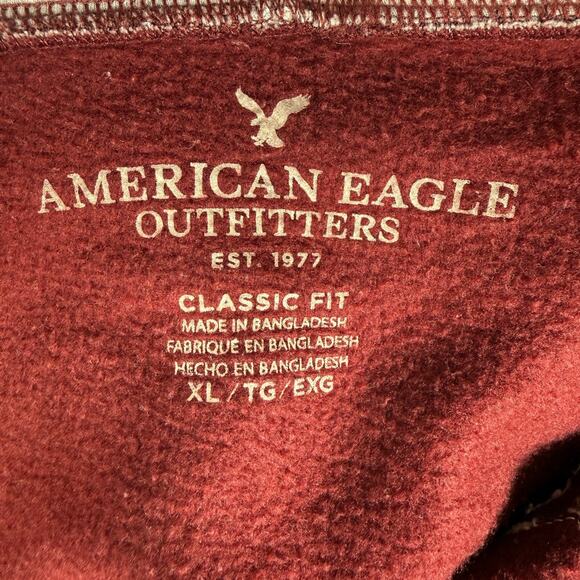 AMERICAN EAGLE
OUTFITTERS
EST. 1977
CLASSIC FIT
MADE IN BANGLADESH
FABRIQUÉ EN BANGLADESH
HECHO EN BANGLADESH
XL/TG/EXG